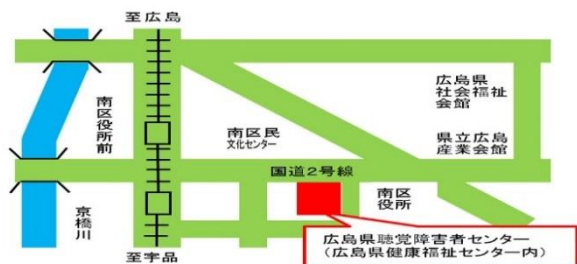 至広島
広島県
社会福祉
会館
南区役所前
南区民
文化センター
県立広島
産業会館
国道2号線
南区
役所
京橋川
広島県聴覚障害者センター
（広島県健康福祉センター内）
至宇品